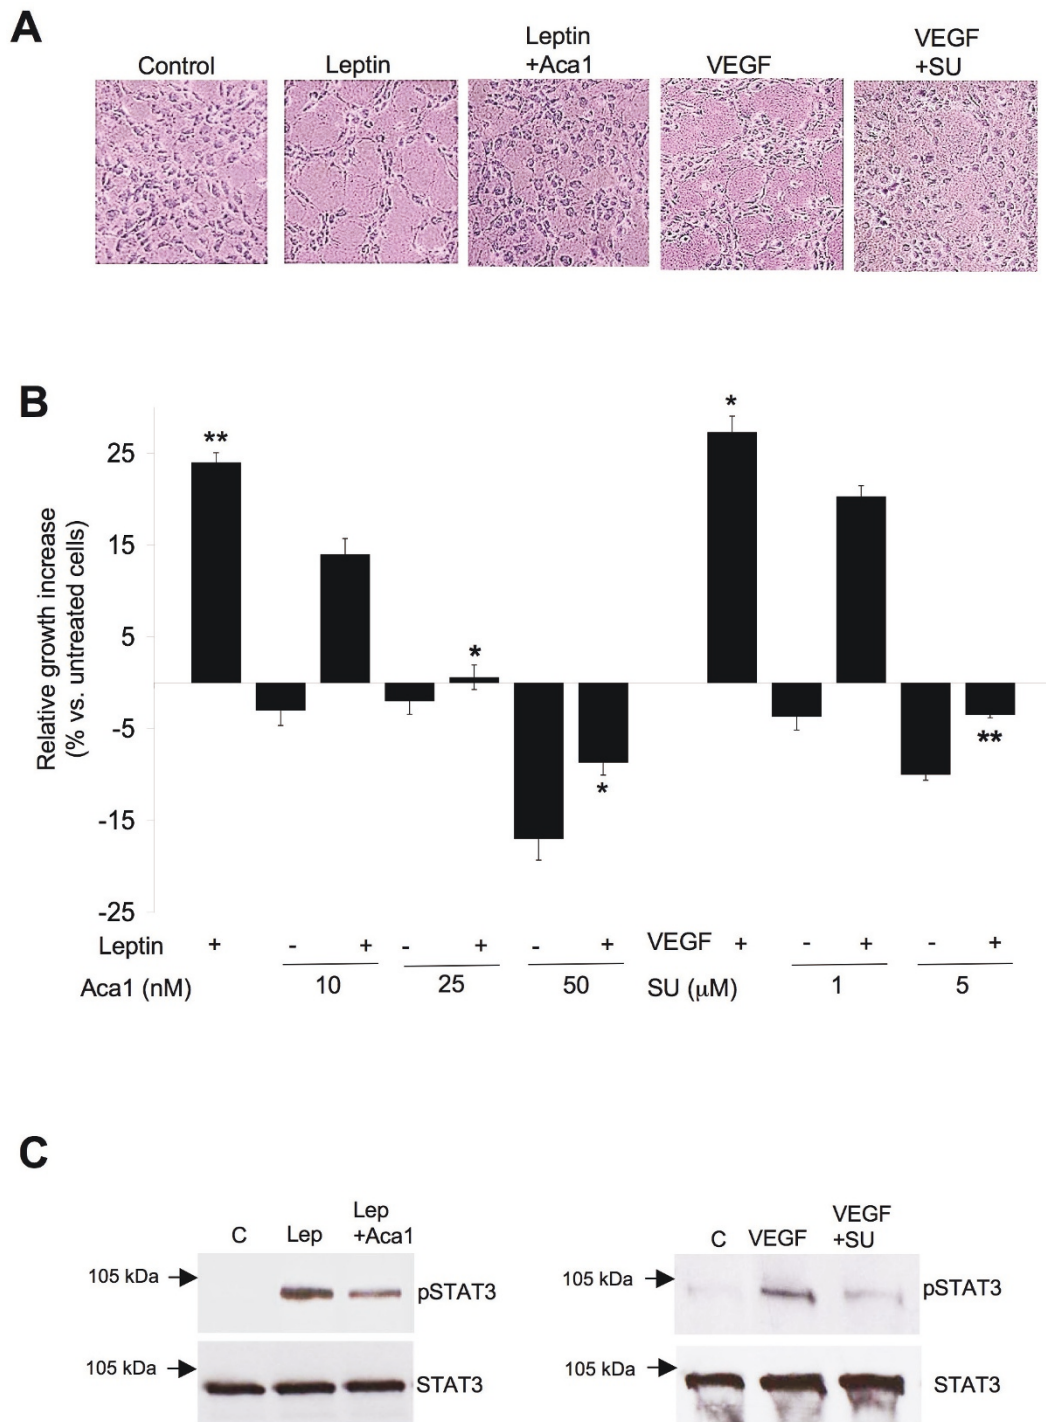 A
Control
Leptin
Leptin
+Aca1
VEGF
VEGF
+SU
B
Relative growth increase
(% vs. untreated cells)
25
15
5
-5
-15
-25
**
*
*
*
**
Leptin + - + - + - +
Aca1 (nM) 10 25 50
VEGF + - + - +
SU (μM) 1 5
C
C Lep Lep
+Aca1
105 kDa
pSTAT3
105 kDa
STAT3
C VEGF VEGF
+SU
105 kDa
pSTAT3
105 kDa
STAT3